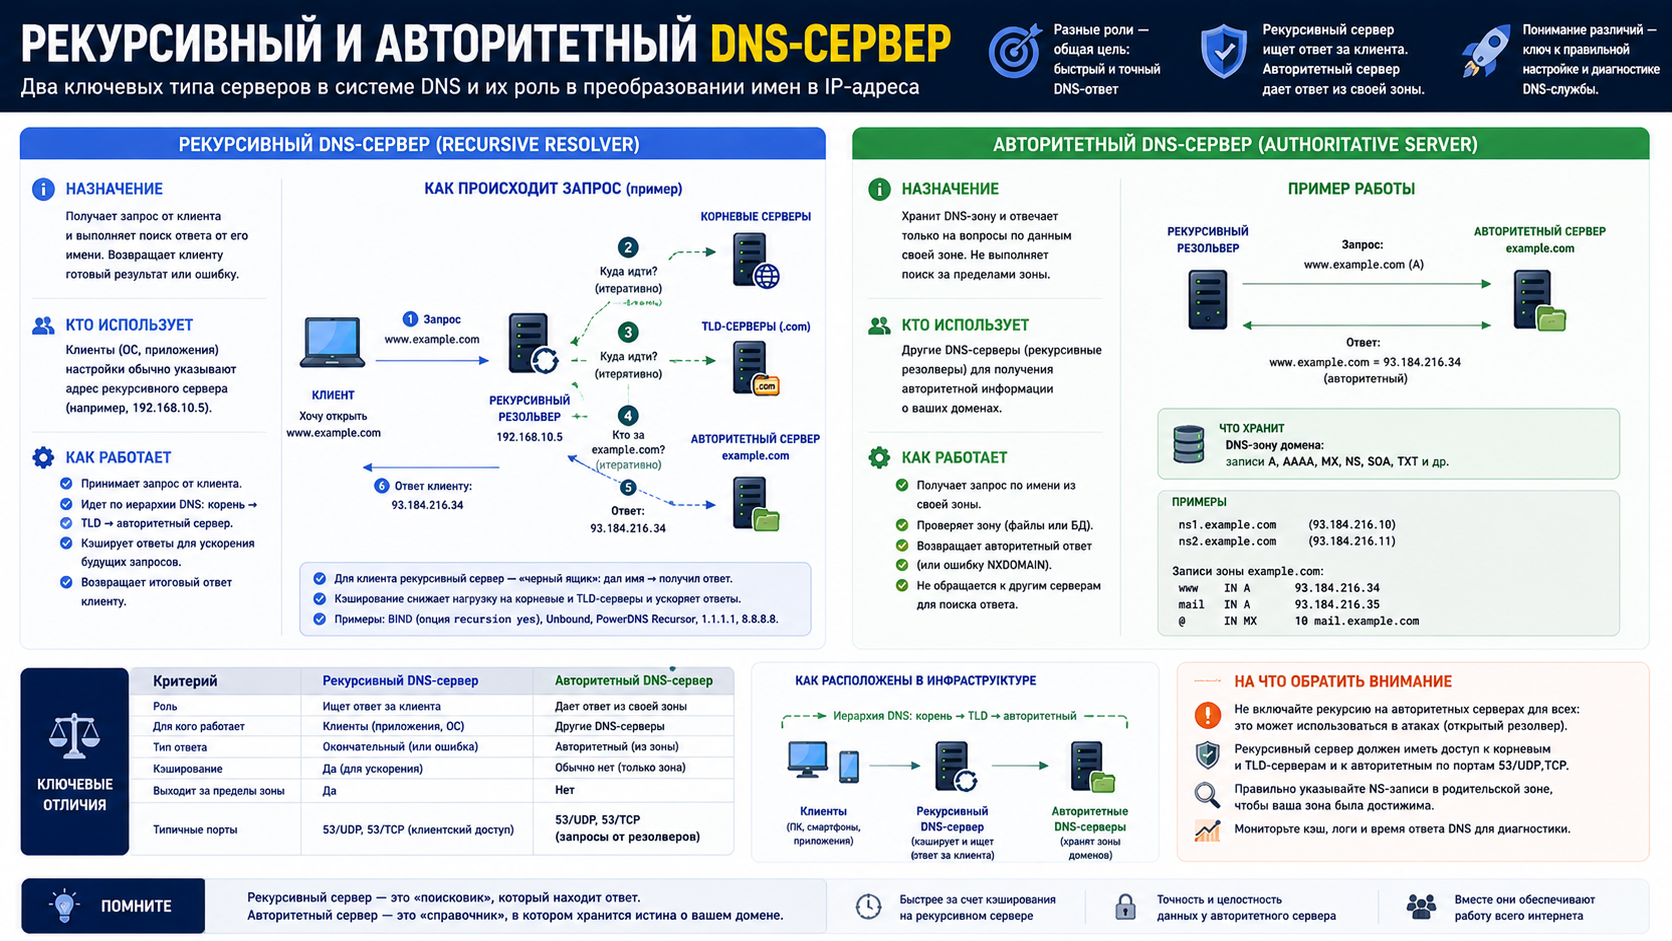 РЕКУРСИВНЫЙ И АВТОРИТЕТНЫЙ DNS-СЕРВЕР
Два ключевых типа серверов в системе DNS и их роль в преобразовании имен в IP-адреса
Разные роли —
общая цель:
быстрый и точный
DNS-ответ
Рекурсивный сервер
ищет ответ за клиента.
Авторитетный сервер
дает ответ из своей зоны.
Понимание различий —
ключ к правильной
настройке и диагностике
DNS-службы.
РЕКУРСИВНЫЙ DNS-СЕРВЕР (RECURSIVE RESOLVER)
НАЗНАЧЕНИЕ
Получает запрос от клиента
и выполняет поиск ответа от его
имени. Возвращает клиенту
готовый результат или ошибку.
КТО ИСПОЛЬЗУЕТ
Клиенты (ОС, приложения)
настройки обычно указывают
адрес рекурсивного сервера
(например, 192.168.10.5).
КАК РАБОТАЕТ
Принимает запрос от клиента.
Идет по иерархии DNS: корень →
TLD → авторитетный сервер.
Кэширует ответы для ускорения
будущих запросов.
Возвращает итоговый ответ
клиенту.
КАК ПРОИСХОДИТ ЗАПРОС (пример)
КЛИЕНТ
Хочу открыть
www.example.com
1 Запрос
www.example.com
РЕКУРСИВНЫЙ
РЕЗОЛЬВЕР
192.168.10.5
2
Куда идти?
(итеративно)
КОРНЕВЫЕ СЕРВЕРЫ
3
Куда идти?
(итерятивно)
TLD-СЕРВЕРЫ (.com)
.com
4
Кто за
example.com?
(итеративно)
АВТОРИТЕТНЫЙ СЕРВЕР
example.com
5
Ответ:
93.184.216.34
6 Ответ клиенту:
93.184.216.34
Для клиента рекурсивный сервер — «черный ящик»: дал имя → получил ответ.
Кэширование снижает нагрузку на корневые и TLD-серверы и ускоряет ответы.
Примеры: BIND (опция recursion yes), Unbound, PowerDNS Recursor, 1.1.1.1, 8.8.8.8.
АВТОРИТЕТНЫЙ DNS-СЕРВЕР (AUTHORITATIVE SERVER)
НАЗНАЧЕНИЕ
Хранит DNS-зону и отвечает
только на вопросы по данным
своей зоне. Не выполняет
поиск за пределами зоны.
КТО ИСПОЛЬЗУЕТ
Другие DNS-серверы (рекурсивные
резолверы) для получения
авторитетной информации
о ваших доменах.
КАК РАБОТАЕТ
Получает запрос по имени из
своей зоны.
Проверяет зону (файлы или БД).
Возвращает авторитетный ответ
(или ошибку NXDOMAIN).
Не обращается к другим серверам
для поиска ответа.
ПРИМЕР РАБОТЫ
РЕКУРСИВНЫЙ
РЕЗОЛЬВЕР
Запрос:
www.example.com (A)
АВТОРИТЕТНЫЙ СЕРВЕР
example.com
Ответ:
www.example.com = 93.184.216.34
(авторитетный)
ЧТО ХРАНИТ
DNS-зону домена:
записи A, AAAA, MX, NS, SOA, TXT и др.
ПРИМЕРЫ
ns1.example.com (93.184.216.10)
ns2.example.com (93.184.216.11)
Записи зоны example.com:
www IN A 93.184.216.34
mail IN A 93.184.216.35
@ IN MX 10 mail.example.com
КЛЮЧЕВЫЕ
ОТЛИЧИЯ
Критерий Рекурсивный DNS-сервер Авторитетный DNS-сервер
Роль Ищет ответ за клиента Дает ответ из своей зоны
Для кого работает Клиенты (приложения, ОС) Другие DNS-серверы
Тип ответа Окончательный (или ошибка) Авторитетный (из зоны)
Кэширование Да (для ускорения) Обычно нет (только зона)
Выходит за пределы зоны Да Нет
Типичные порты 53/UDP, 53/TCP (клиентский доступ) 53/UDP, 53/TCP
(запросы от резолверов)
КАК РАСПОЛОЖЕНЫ В ИНФРАСТРУКТУРЕ
Иерархия DNS: корень → TLD → авторитетный
Клиенты
(ПК, смартфоны,
приложения)
Рекурсивный
DNS-сервер
(каширует и ищет
(ответ за клиента)
Авторитетные
DNS-серверы
(хранят зоны
доменов)
НА ЧТО ОБРАТИТЬ ВНИМАНИЕ
Не включайте рекурсию на авторитетных серверах для всех:
это может использоваться в атаках (открытый резолвер).
Рекурсивный сервер должен иметь доступ к корневым
и TLD-серверам и к авторитетным по портам 53/UDP,TCP.
Правильно указывайте NS-записи в родительской зоне,
чтобы ваша зона была достижима.
Мониторьте кэш, логи и время ответа DNS для диагностики.
ПОМНИТЕ
Рекурсивный сервер — это «поисковик», который находит ответ.
Авторитетный сервер — это «справочник», в котором хранится истина о вашем домене.
Быстрее за счет кэширования
на рекурсивном сервере
Точность и целостность
данных у авторитетного сервера
Вместе они обеспечивают
работу всего интернета